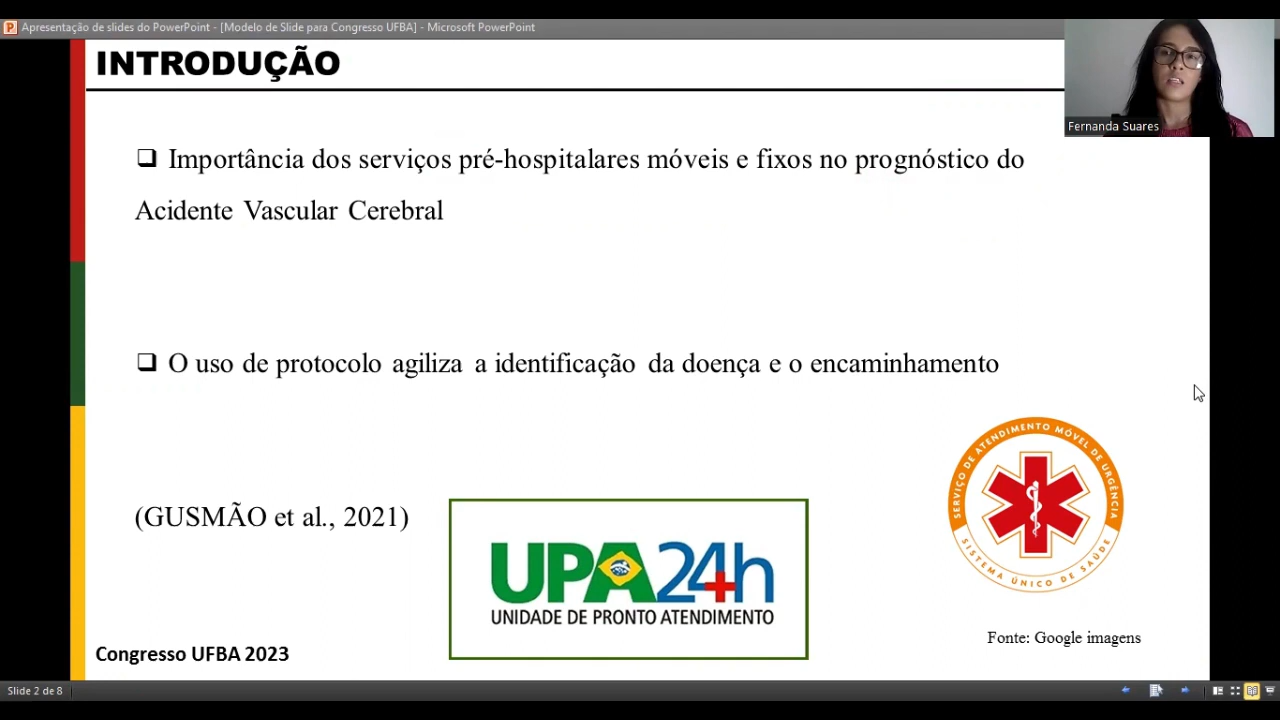 Apresentação de slides do PowerPoint - [Modelo de Slide para Congresso UFBA] - Microsoft PowerPoint
INTRODUÇÃO
Fernanda Suares
❑ Importância dos serviços pré-hospitalares móveis e fixos no prognóstico do
Acidente Vascular Cerebral
❑ O uso de protocolo agiliza a identificação da doença e o encaminhamento
(GUSMÃO et al., 2021)
UPA 24h
UNIDADE DE PRONTO ATENDIMENTO
SERVIÇO DE ATENDIMENTO MÓVEL DE URGÊNCIA
SISTEMA ÚNICO DE SAÚDE
Fonte: Google imagens
Congresso UFBA 2023
Slide 2 de 8